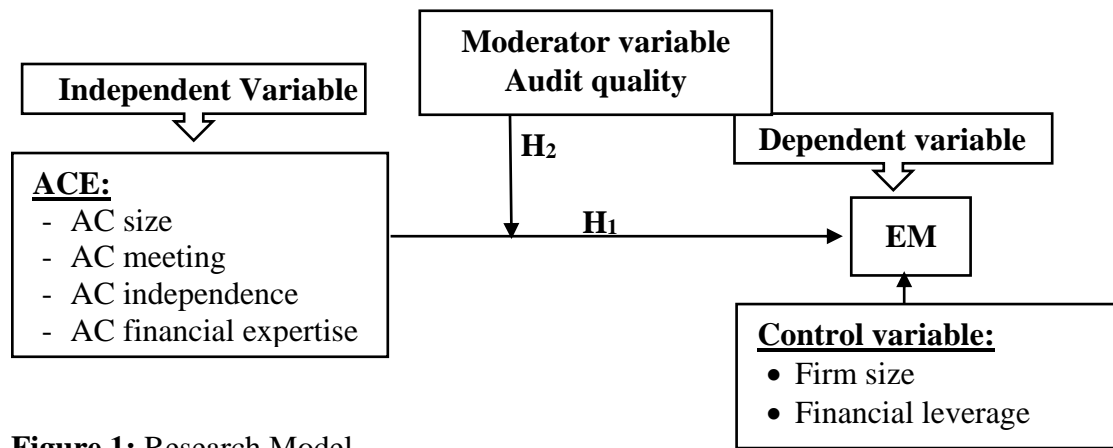 Moderator variable
Audit quality
Independent Variable
Dependent variable
H₂
ACE:
- AC size
- AC meeting
- AC independence
- AC financial expertise
H₁
EM
Control variable:
• Firm size
• Financial leverage
Figure 1: Research Model